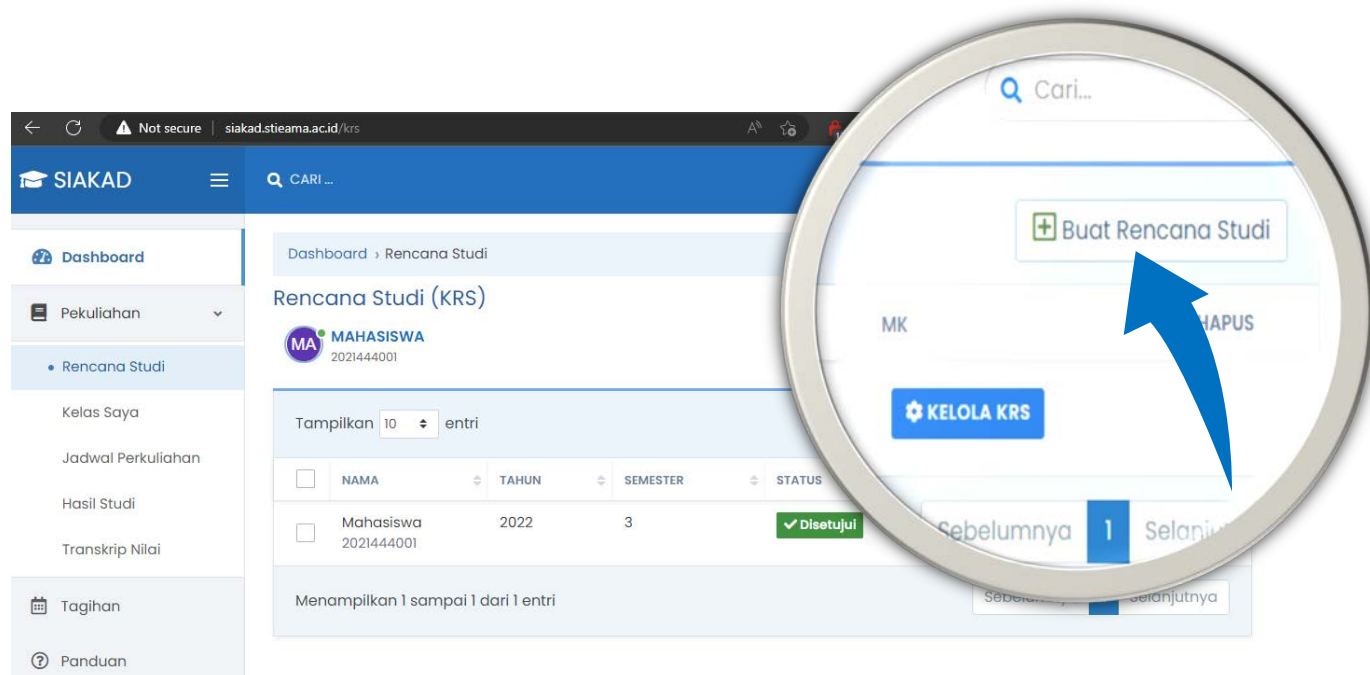 Cari...
Not secure | siakad.stieama.ac.id/krs
SIAKAD
CARI ...
Buat Rencana Studi
Dashboard
Dashboard › Rencana Studi
Rencana Studi (KRS)
Pekuliahan
MA
MAHASISWA
2021444001
MK
HAPUS
Rencana Studi
Kelas Saya
Tampilkan 10 entri
KELOLA KRS
Jadwal Perkuliahan
NAMA TAHUN SEMESTER STATUS
Hasil Studi
Mahasiswa 2022 3 Disetujui
2021444001
Sebelumnya 1
Transkrip Nilai
Tagihan
Menampilkan 1 sampai 1 dari 1 entri
Selanjutnya
Panduan